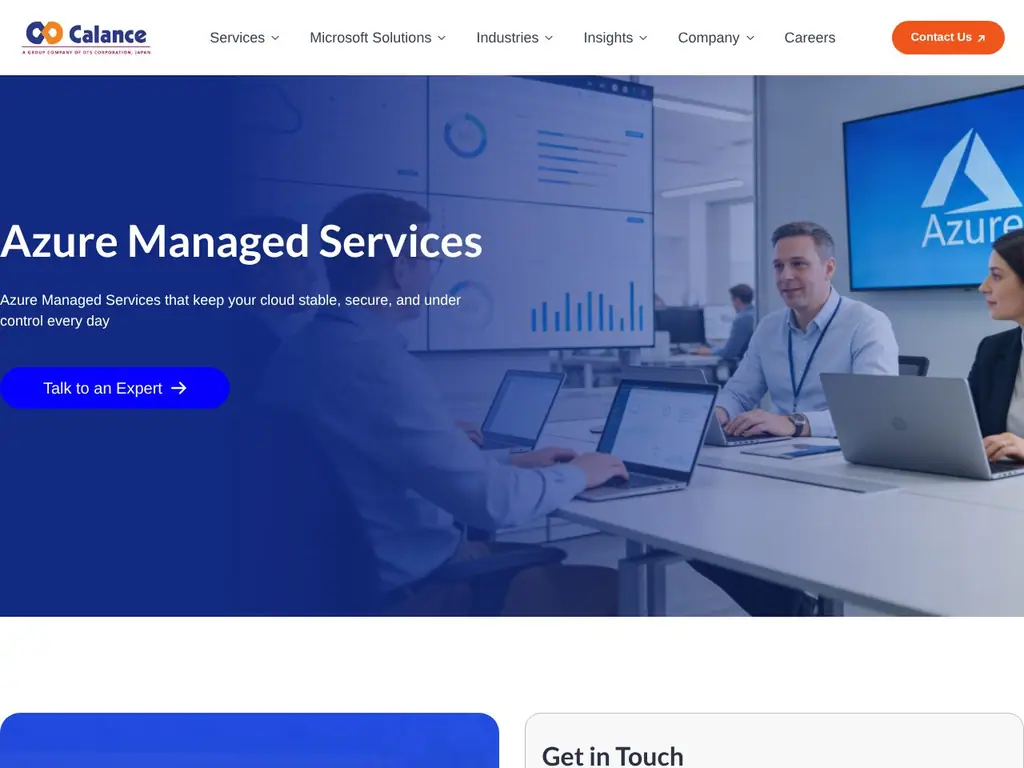 Calance
A GROUP COMPANY OF OTS CORPORATION, JAPAN
Services
Microsoft Solutions
Industries
Insights
Company
Careers
Contact Us
Azure Managed Services
Azure Managed Services that keep your cloud stable, secure, and under
control every day
Talk to an Expert
Azure
Get in Touch